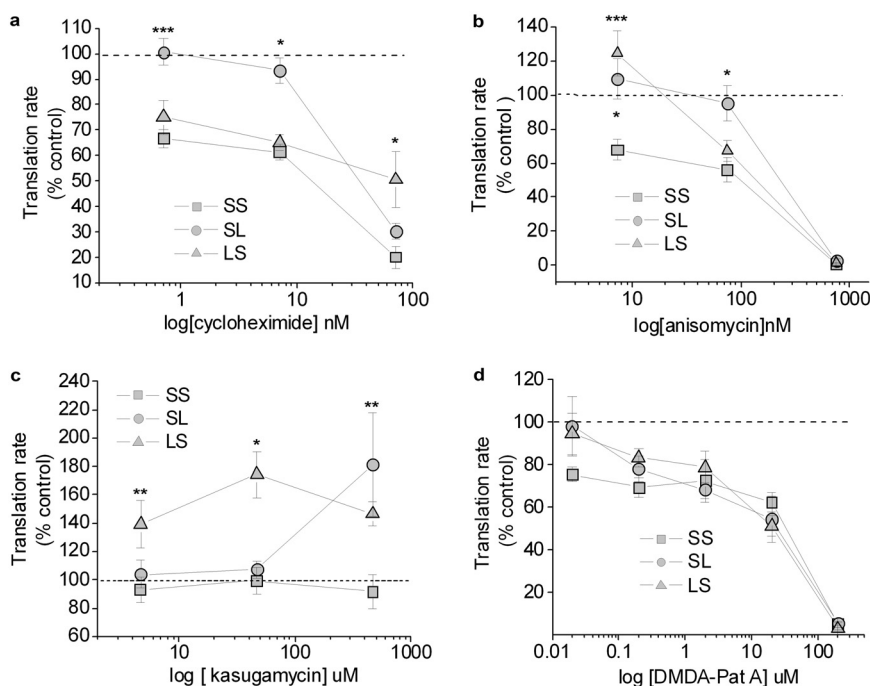 a
Translation rate
(% control)
110
100
90
80
70
60
50
40
30
20
10
***
*
*
SS
SL
LS
1
10
100
log[cycloheximide] nM
b
Translation rate
(% control )
140
120
100
80
60
40
20
0
***
*
*
SS
SL
LS
10
100
1000
log[anisomycin]nM
c
Translation rate
(% control)
240
220
200
180
160
140
120
100
80
60
SS
SL
LS
**
*
**
10
100
1000
log [ kasugamycin] uM
d
Translation rate
(% control)
120
100
80
60
40
20
SS
SL
LS
0.01
0.1
1
10
100
log [DMDA-Pat A] uM